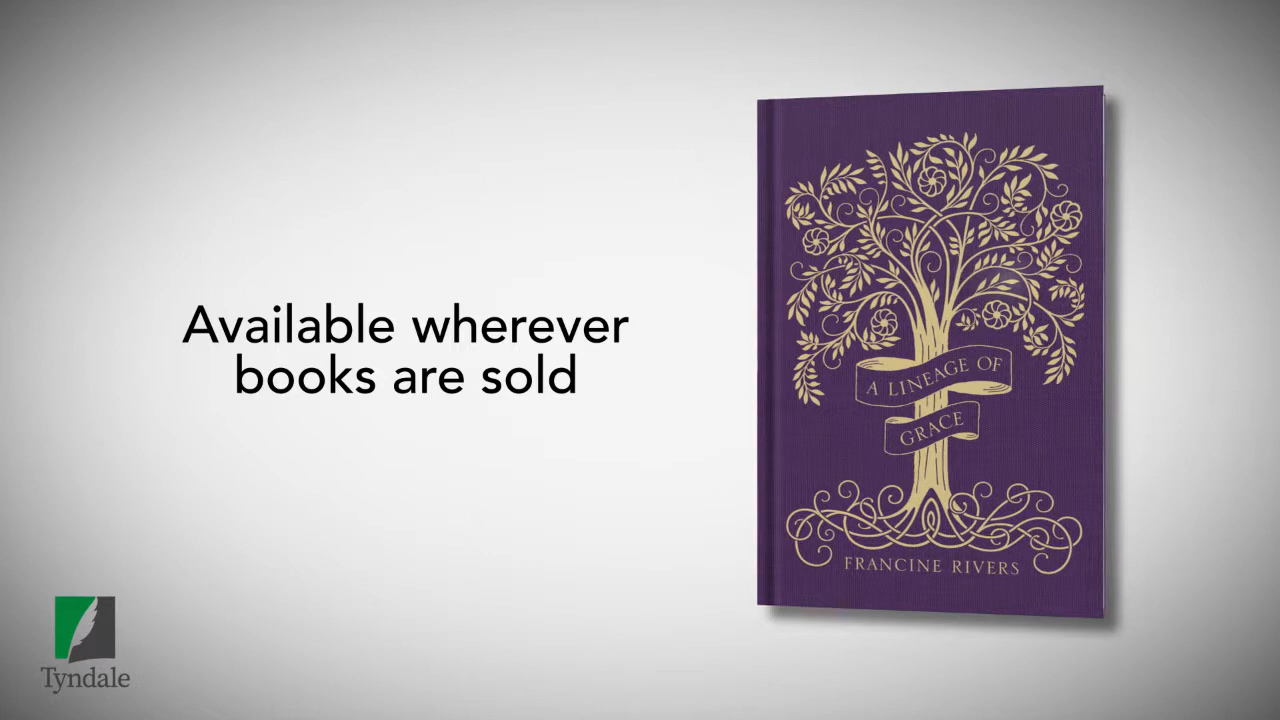 Available wherever
books are sold
A LINEAGE OF
GRACE
FRANCINE RIVERS
Tyndale